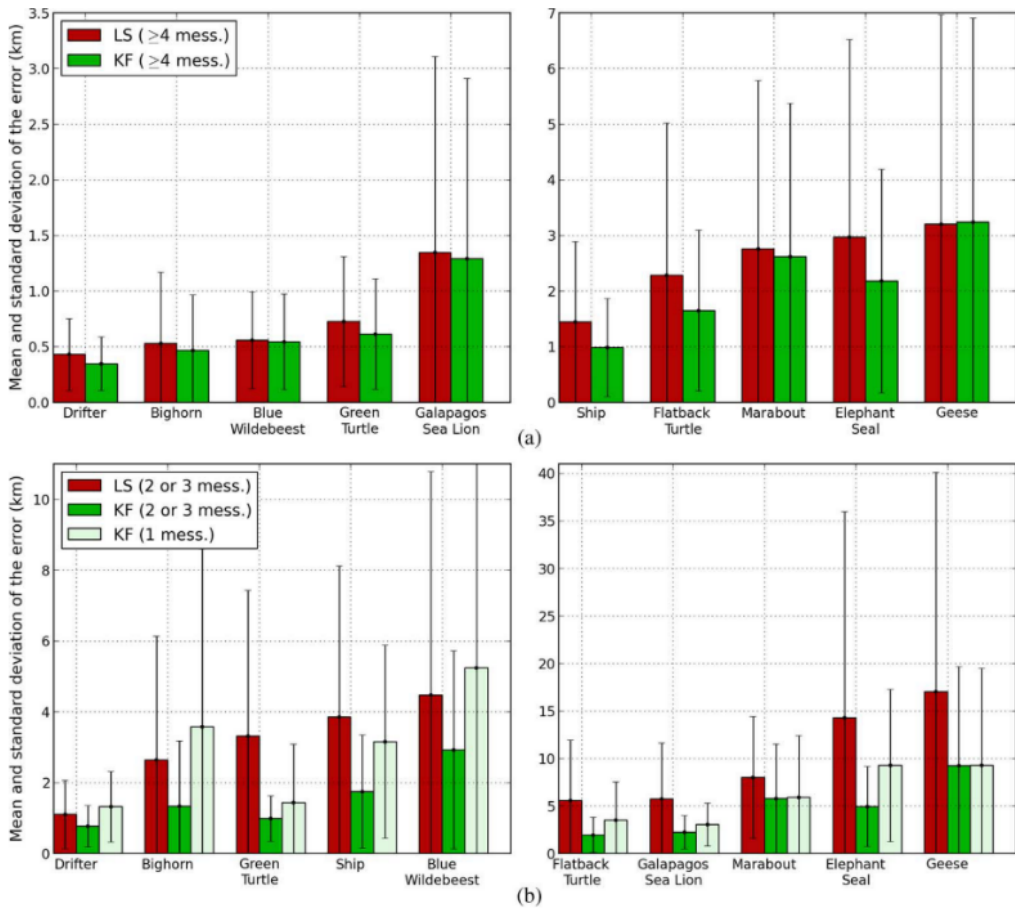 Mean and standard deviation of the error (km)
3.5
3.0
2.5
2.0
1.5
1.0
0.5
0.0
LS (≥4 mess.)
KF (≥4 mess.)
Drifter
Bighorn
Blue
Wildebeest
Green
Turtle
Galapagos
Sea Lion
7
6
5
4
3
2
1
0
Ship
Flatback
Turtle
Marabout
Elephant
Seal
Geese
(a)
Mean and standard deviation of the error (km)
10
8
6
4
2
0
LS (2 or 3 mess.)
KF (2 or 3 mess.)
KF (1 mess.)
Drifter
Bighorn
Green
Turtle
Ship
Blue
Wildebeest
40
35
30
25
20
15
10
5
0
Flatback
Turtle
Galapagos
Sea Lion
Marabout
Elephant
Seal
Geese
(b)